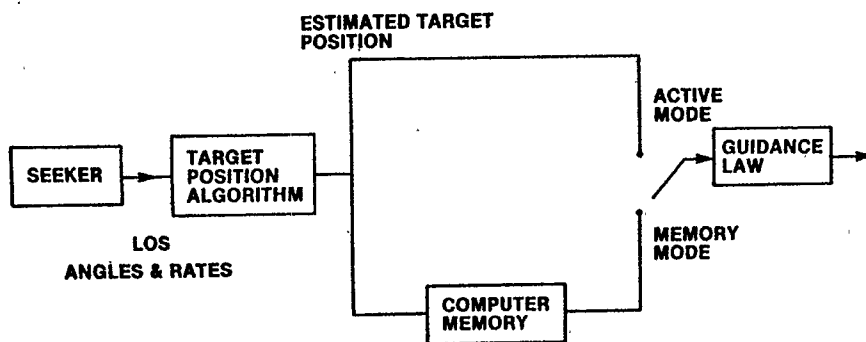 ESTIMATED TARGET
POSITION
ACTIVE
MODE
SEEKER
TARGET
POSITION
ALGORITHM
GUIDANCE
LAW
LOS
ANGLES & RATES
MEMORY
MODE
COMPUTER
MEMORY